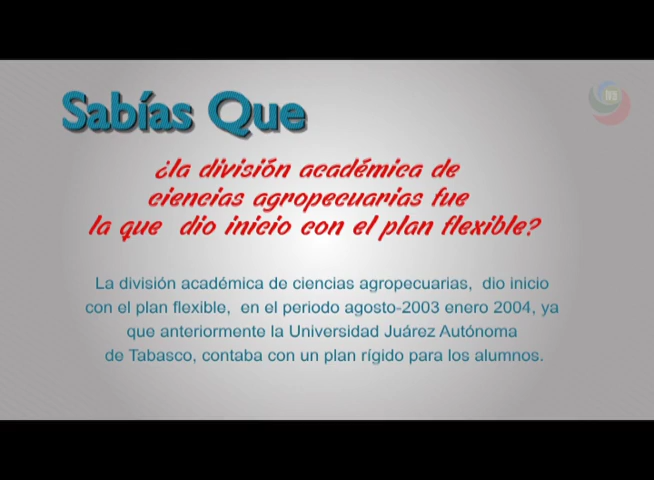 Sabías Que
¿la división académica de
ciencias agropecuarias fue
la que dio inicio con el plan flexible?
La división académica de ciencias agropecuarias, dio inicio
con el plan flexible, en el periodo agosto-2003 enero 2004, ya
que anteriormente la Universidad Juárez Autónoma
de Tabasco, contaba con un plan rígido para los alumnos.